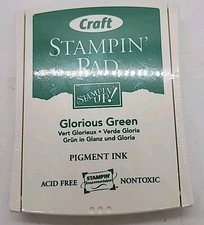 Craft
STAMPIN'
PAD
STAMPIN' UP!
Glorious Green
Vert Glorieux • Verde Gloria
Grün in Glanz und Gloria
PIGMENT INK
ACID FREE
STAMPIN'
NONTOXIC